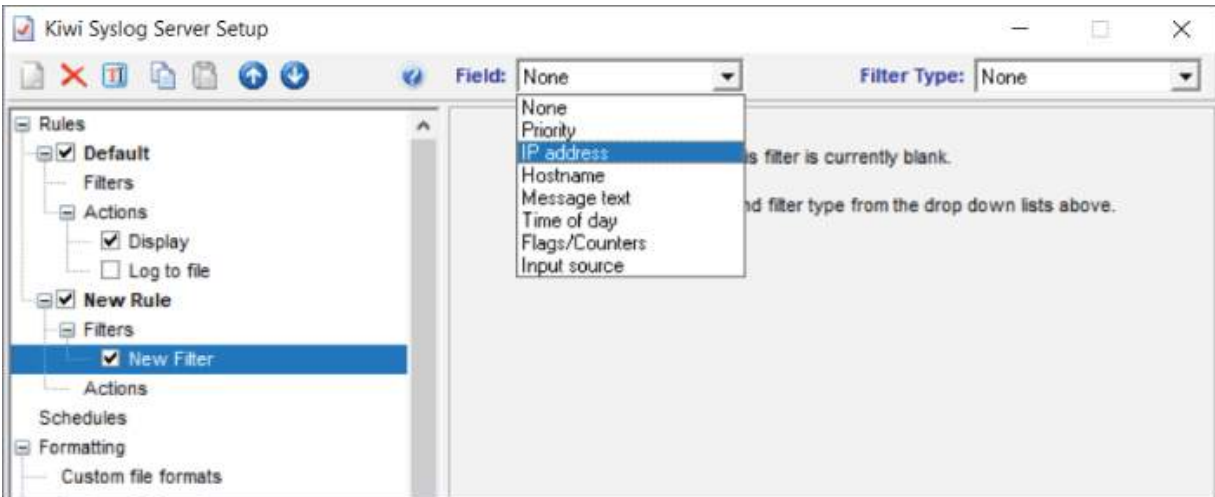 Kiwi Syslog Server Setup
Field: None Filter Type: None
None
Priority
IP address
Hostname
Message text
Time of day
Flags/Counters
Input source
s filter is currently blank.
nd filter type from the drop down lists above.
Rules
Default
Filters
Actions
Display
Log to file
New Rule
Filters
New Filter
Actions
Schedules
Formatting
Custom file formats